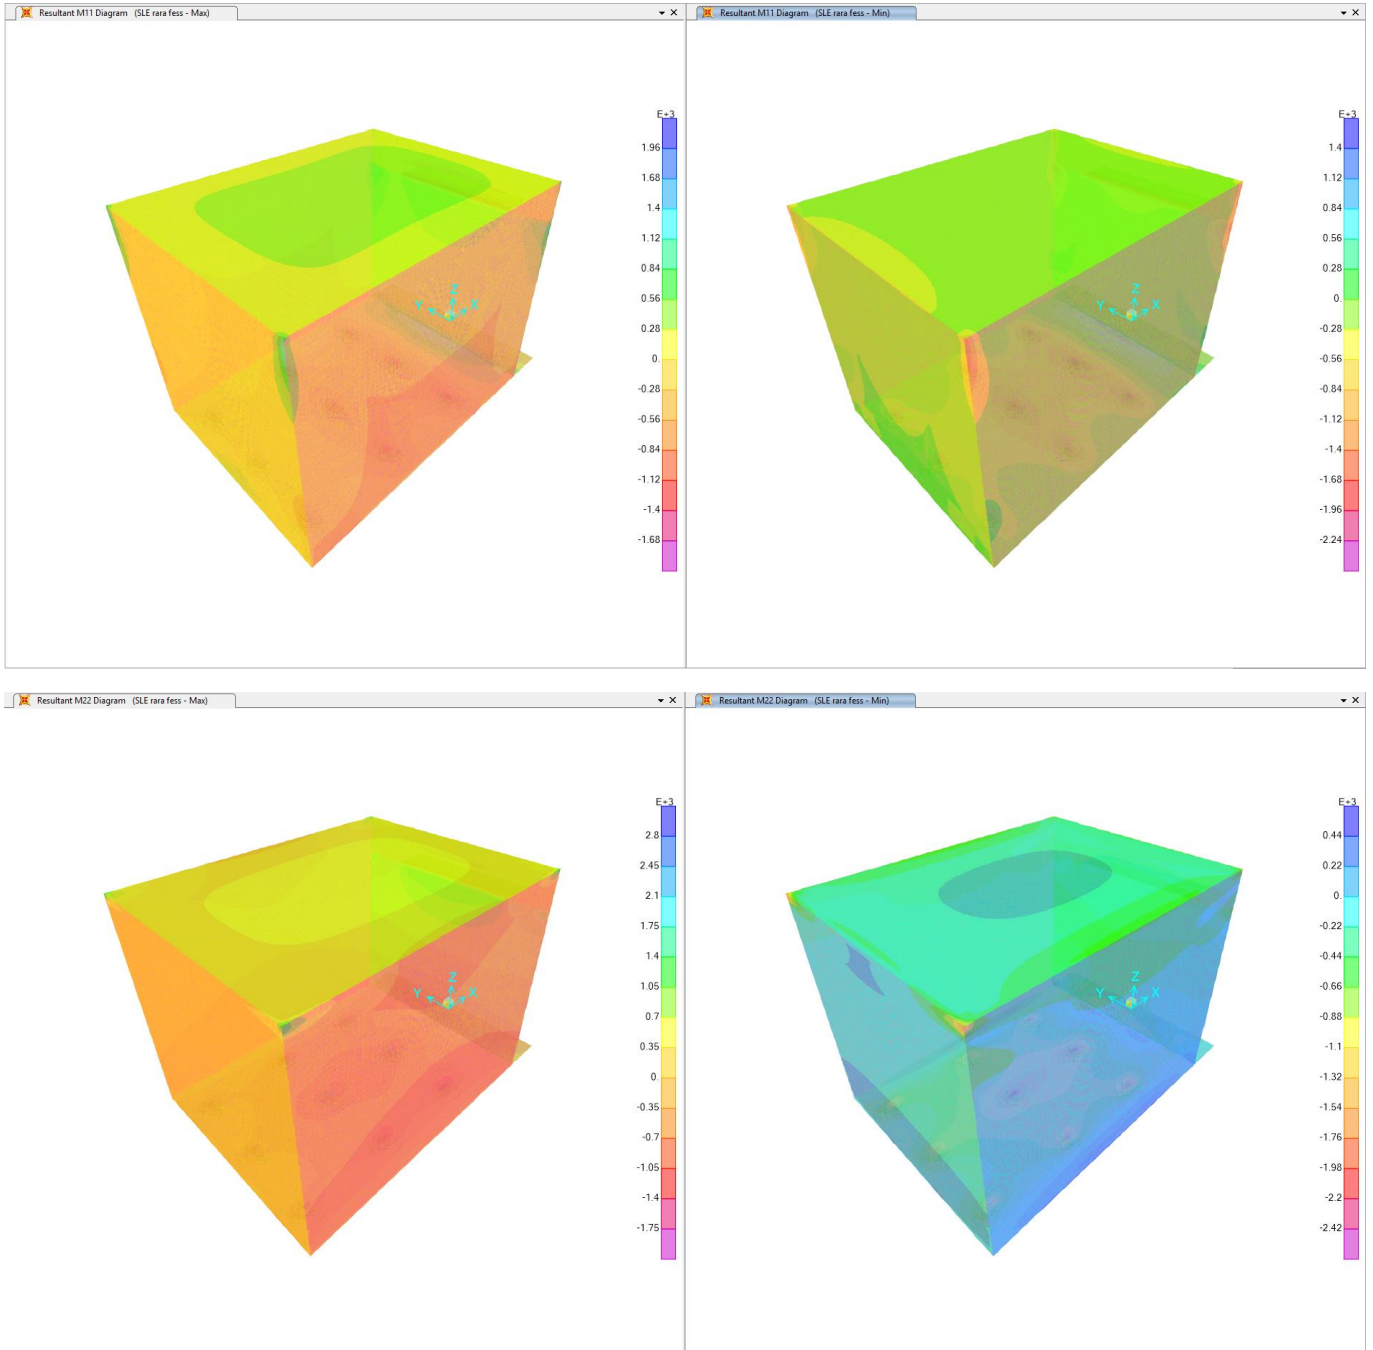 Resultant M11 Diagram (SLE rara fess - Max)
Resultant M11 Diagram (SLE rara fess - Min)
E+3
1.96
1.68
1.4
1.12
0.84
0.56
0.28
0.
-0.28
-0.56
-0.84
-1.12
-1.4
-1.68
Z
Y
X
E+3
1.4
1.12
0.84
0.56
0.28
0.
-0.28
-0.56
-0.84
-1.12
-1.4
-1.68
-1.96
-2.24
Z
Y
X
Resultant M22 Diagram (SLE rara fess - Max)
Resultant M22 Diagram (SLE rara fess - Min)
E+3
2.8
2.45
2.1
1.75
1.4
1.05
0.7
0.35
0.
-0.35
-0.7
-1.05
-1.4
-1.75
Z
Y
X
E+3
0.44
0.22
0.
-0.22
-0.44
-0.66
-0.88
-1.1
-1.32
-1.54
-1.76
-1.98
-2.2
-2.42
Z
Y
X